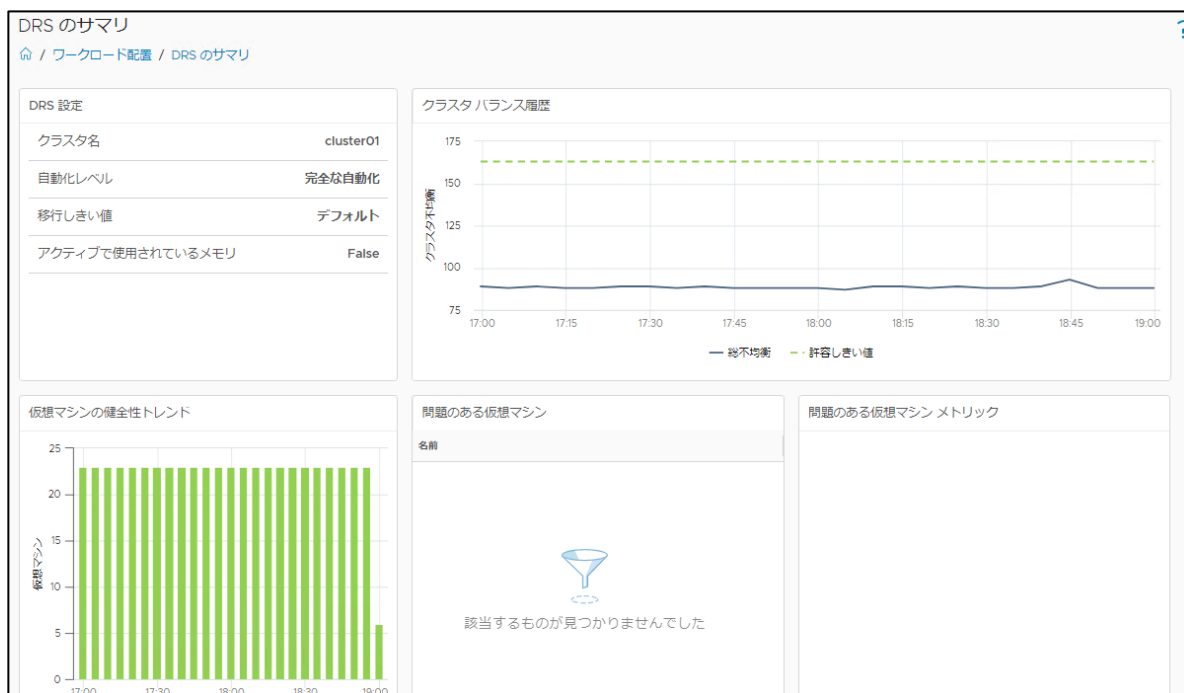 DRS のサマリ
/ ワークロード配置 / DRS のサマリ
DRS 設定
クラスタ名 cluster01
自動化レベル 完全な自動化
移行しきい値 デフォルト
アクティブで使用されているメモリ False
クラスタ バランス履歴
クラスタ不均衡
175
150
125
100
75
17:00 17:15 17:30 17:45 18:00 18:15 18:30 18:45 19:00
総不均衡 許容しきい値
仮想マシンの健全性トレンド
仮想マシン
25
20
15
10
5
0
17:00 17:30 18:00 18:30 19:00
問題のある仮想マシン
名前
該当するものが見つかりませんでした
問題のある仮想マシン メトリック